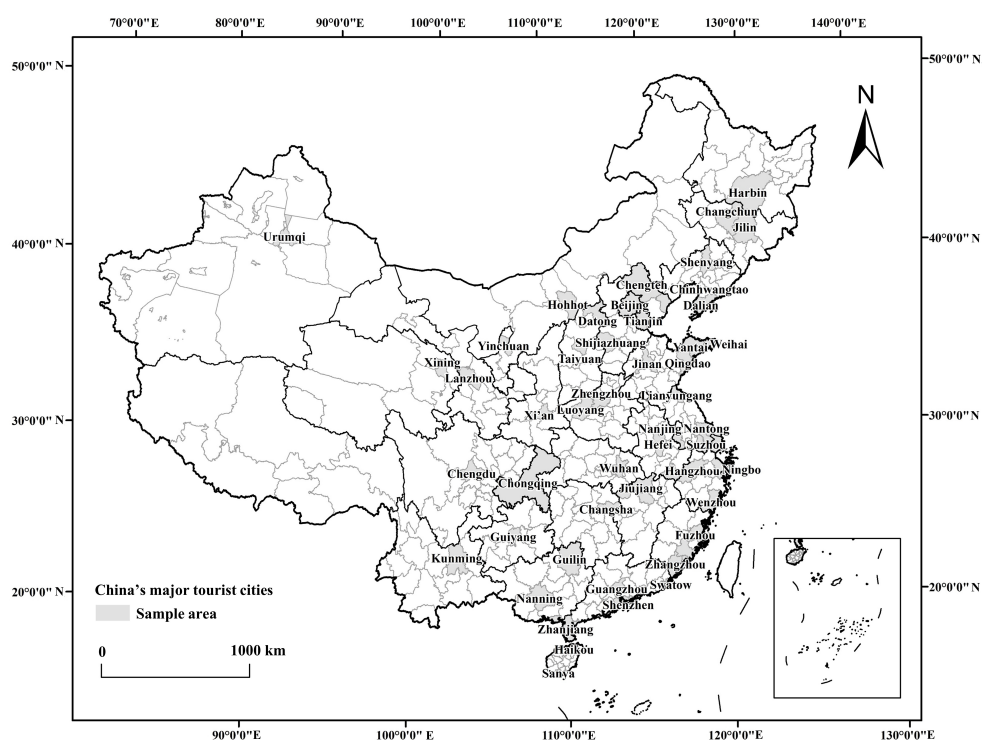 70°0'0"E 80°0'0"E 90°0'0"E 100°0'0"E 110°0'0"E 120°0'0"E 130°0'0"E 140°0'0"E
50°0'0" N
50°0'0" N
N
Harbin
Changchun
Jilin
Urumqi
40°0'0" N
40°0'0" N
Shenyang
Chengteh
Chinhwangtao
Hohhot
Beijing
Dalian
Datong
Tianjin
Yinchuan
Shijiazhuang
Yantai
Weihai
Xining
Taiyuan
Jinan
Qingdao
Lanzhou
Zhengzhou
Lianyungang
Xi'an
Luoyang
30°0'0" N
30°0'0" N
Nanjing
Nantong
Hefei
Suzhou
Chengdu
Wuhan
Hangzhou
Ningbo
Chongqing
Jiujiang
Wenzhou
Changsha
Guiyang
Fuzhou
Kunming
Guilin
Zhangzhou
China's major tourist cities
Guangzhou
Swatow
20°0'0" N
20°0'0" N
Nanning
Shenzhen
Sample area
Zhanjiang
0
1000 km
Haikou
Sanya
90°0'0"E 100°0'0"E 110°0'0"E 120°0'0"E 130°0'0"E